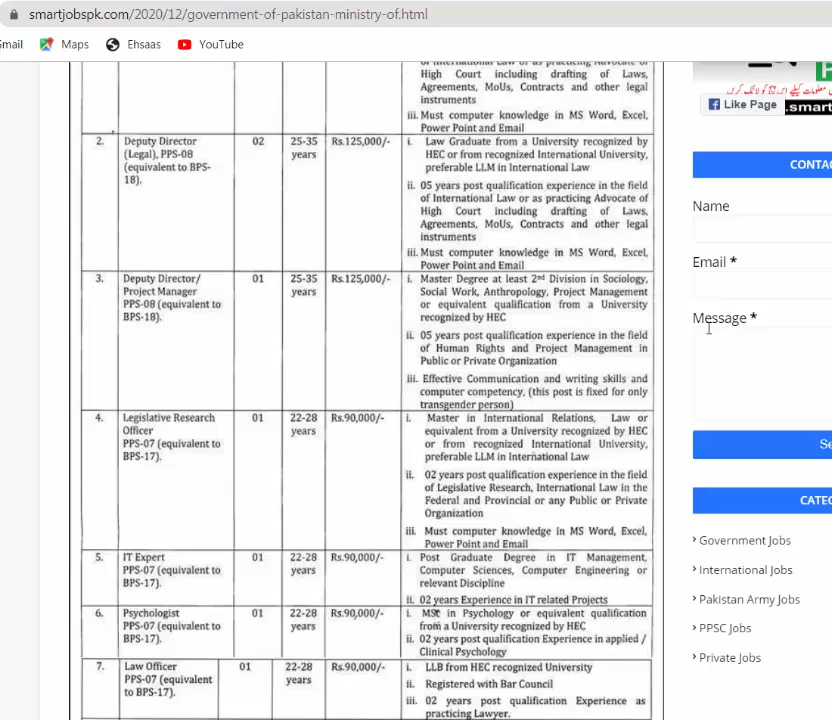 smartjobspk.com/2020/12/government-of-pakistan-ministry-of.html
Gmail
Maps
Ehsaas
YouTube
of International Law or as practicing Advocate of
High Court including drafting of Laws,
Agreements, MoUs, Contracts and other legal
instruments
iii. Must computer knowledge in MS Word, Excel,
Power Point and Email
2. Deputy Director (Legal), PPS-08 (equivalent to BPS-18). 02 25-35 years Rs.125,000/-
i. Law Graduate from a University recognized by
HEC or from recognized International University,
preferable LLM in International Law
ii. 05 years post qualification experience in the field
of International Law or as practicing Advocate of
High Court including drafting of Laws,
Agreements, MoUs, Contracts and other legal
instruments
iii. Must computer knowledge in MS Word, Excel,
Power Point and Email
3. Deputy Director/ Project Manager PPS-08 (equivalent to BPS-18). 01 25-35 years Rs.125,000/-
i. Master Degree at least 2nd Division in Sociology,
Social Work, Anthropology, Project Management
or equivalent qualification from a University
recognized by HEC
ii. 05 years post qualification experience in the field
of Human Rights and Project Management in
Public or Private Organization
iii. Effective Communication and writing skills and
computer competency, (this post is fixed for only
transgender person)
4. Legislative Research Officer PPS-07 (equivalent to BPS-17). 01 22-28 years Rs.90,000/-
i. Master in International Relations, Law or
equivalent from a University recognized by HEC
or from recognized International University,
preferable LLM in International Law
ii. 02 years post qualification experience in the field
of Legislative Research, International Law in the
Federal and Provincial or any Public or Private
Organization
iii. Must computer knowledge in MS Word, Excel,
Power Point and Email
5. IT Expert PPS-07 (equivalent to BPS-17). 01 22-28 years Rs.90,000/-
i. Post Graduate Degree in IT Management,
Computer Sciences, Computer Engineering or
relevant Discipline
ii. 02 years Experience in IT related Projects
6. Psychologist PPS-07 (equivalent to BPS-17). 01 22-28 years Rs.90,000/-
i. MSc in Psychology or equivalent qualification
from a University recognized by HEC
ii. 02 years post qualification Experience in applied /
Clinical Psychology
7. Law Officer PPS-07 (equivalent to BPS-17). 01 22-28 years Rs.90,000/-
i. LLB from HEC recognized University
ii. Registered with Bar Council
iii. 02 years post qualification Experience as
practicing Lawyer.
معلومات کیلئے اس پیج کو لائک کریں
Like Page
.smart
CONTA
Name
Email *
Message *
Se
CATE
Government Jobs
International Jobs
Pakistan Army Jobs
PPSC Jobs
Private Jobs